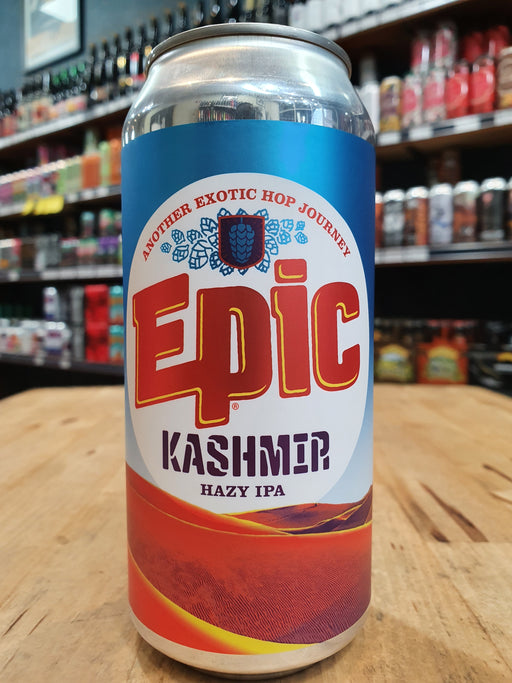 ANOTHER EXOTIC HOP JOURNEY
Epic
®
KASHMIR
HAZY IPA